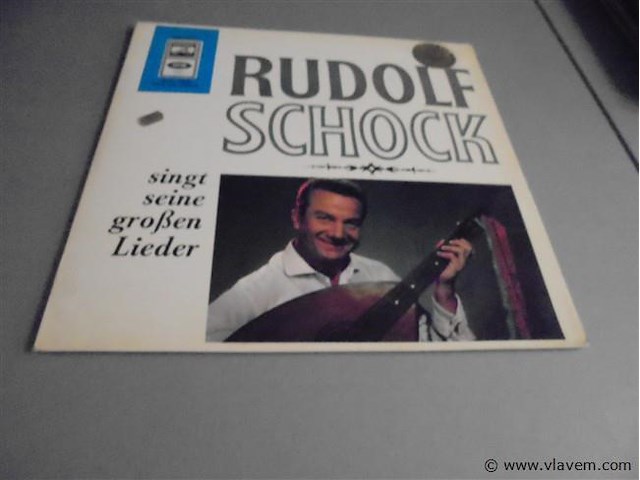 RUDOLF
SCHOCK
singt
seine
großen
Lieder
© www.vlavem.com